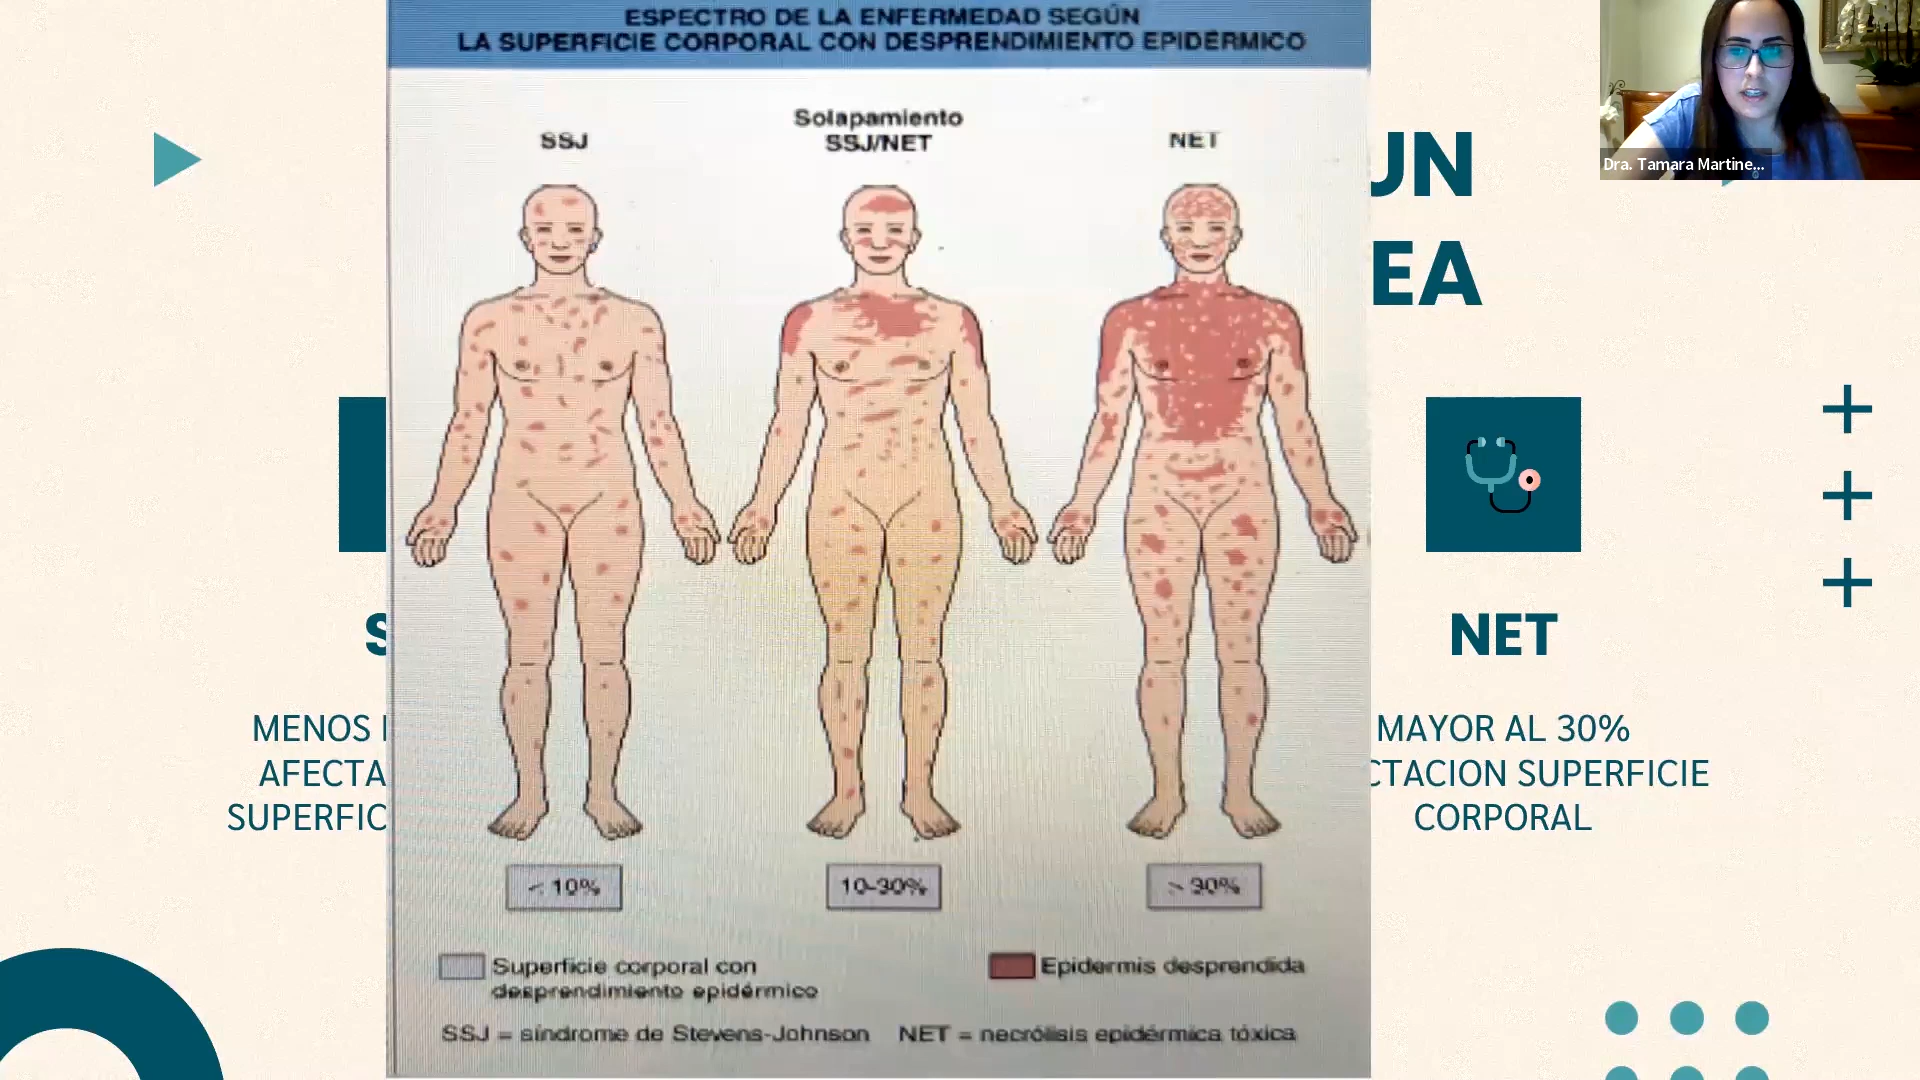 ESPECTRO DE LA ENFERMEDAD SEGÚN
LA SUPERFICIE CORPORAL CON DESPRENDIMIENTO EPIDÉRMICO
Solapamiento
SSJ
SSJ/NET
NET
< 10%
10-30%
> 30%
Superficie corporal con
desprendimiento epidérmico
Epidermis desprendida
SSJ = síndrome de Stevens-Johnson NET = necrólisis epidérmica tóxica
UN
EA
Dra. Tamara Martine...
S
MENOS
AFECTA
SUPERFIC
NET
MAYOR AL 30%
CTACION SUPERFICIE
CORPORAL